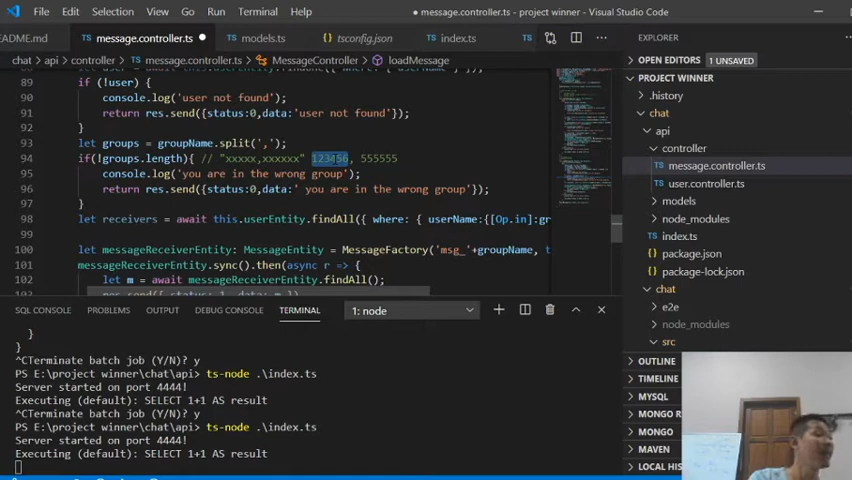 File Edit Selection View Go Run Terminal Help
● message.controller.ts - project winner - Visual Studio Code
README.md
message.controller.ts
models.ts
tsconfig.json
index.ts
TS
chat > api > controller > TS message.controller.ts > MessageController > loadMessage
89 if (!user) {
90 console.log('user not found');
91 return res.send({status:0,data:'user not found'});
92 }
93 let groups = groupName.split(',');
94 if(!groups.length){ // "xxxxx,xxxxxx" 123456, 555555
95 console.log('you are in the wrong group');
96 return res.send({status:0,data:' you are in the wrong group'});
97 }
98 let receivers = await this.userEntity.findAll({ where: { userName:{[Op.in]:gr
99
100 let messageReceiverEntity: MessageEntity = MessageFactory('msg_'+groupName, t
101 messageReceiverEntity.sync().then(async r => {
102 let m = await messageReceiverEntity.findAll();
SQL CONSOLE PROBLEMS OUTPUT DEBUG CONSOLE TERMINAL 1: node
}
}
^CTerminate batch job (Y/N)? y
PS E:\project winner\chat\api> ts-node .\index.ts
Server started on port 4444!
Executing (default): SELECT 1+1 AS result
^CTerminate batch job (Y/N)? y
PS E:\project winner\chat\api> ts-node .\index.ts
Server started on port 4444!
Executing (default): SELECT 1+1 AS result
EXPLORER
OPEN EDITORS 1 UNSAVED
PROJECT WINNER
.history
chat
api
controller
TS message.controller.ts
TS user.controller.ts
models
node_modules
TS index.ts
package.json
package-lock.json
chat
e2e
node_modules
src
OUTLINE
TIMELINE
MYSQL
MONGO R
MONGO
MAVEN
LOCAL HIS